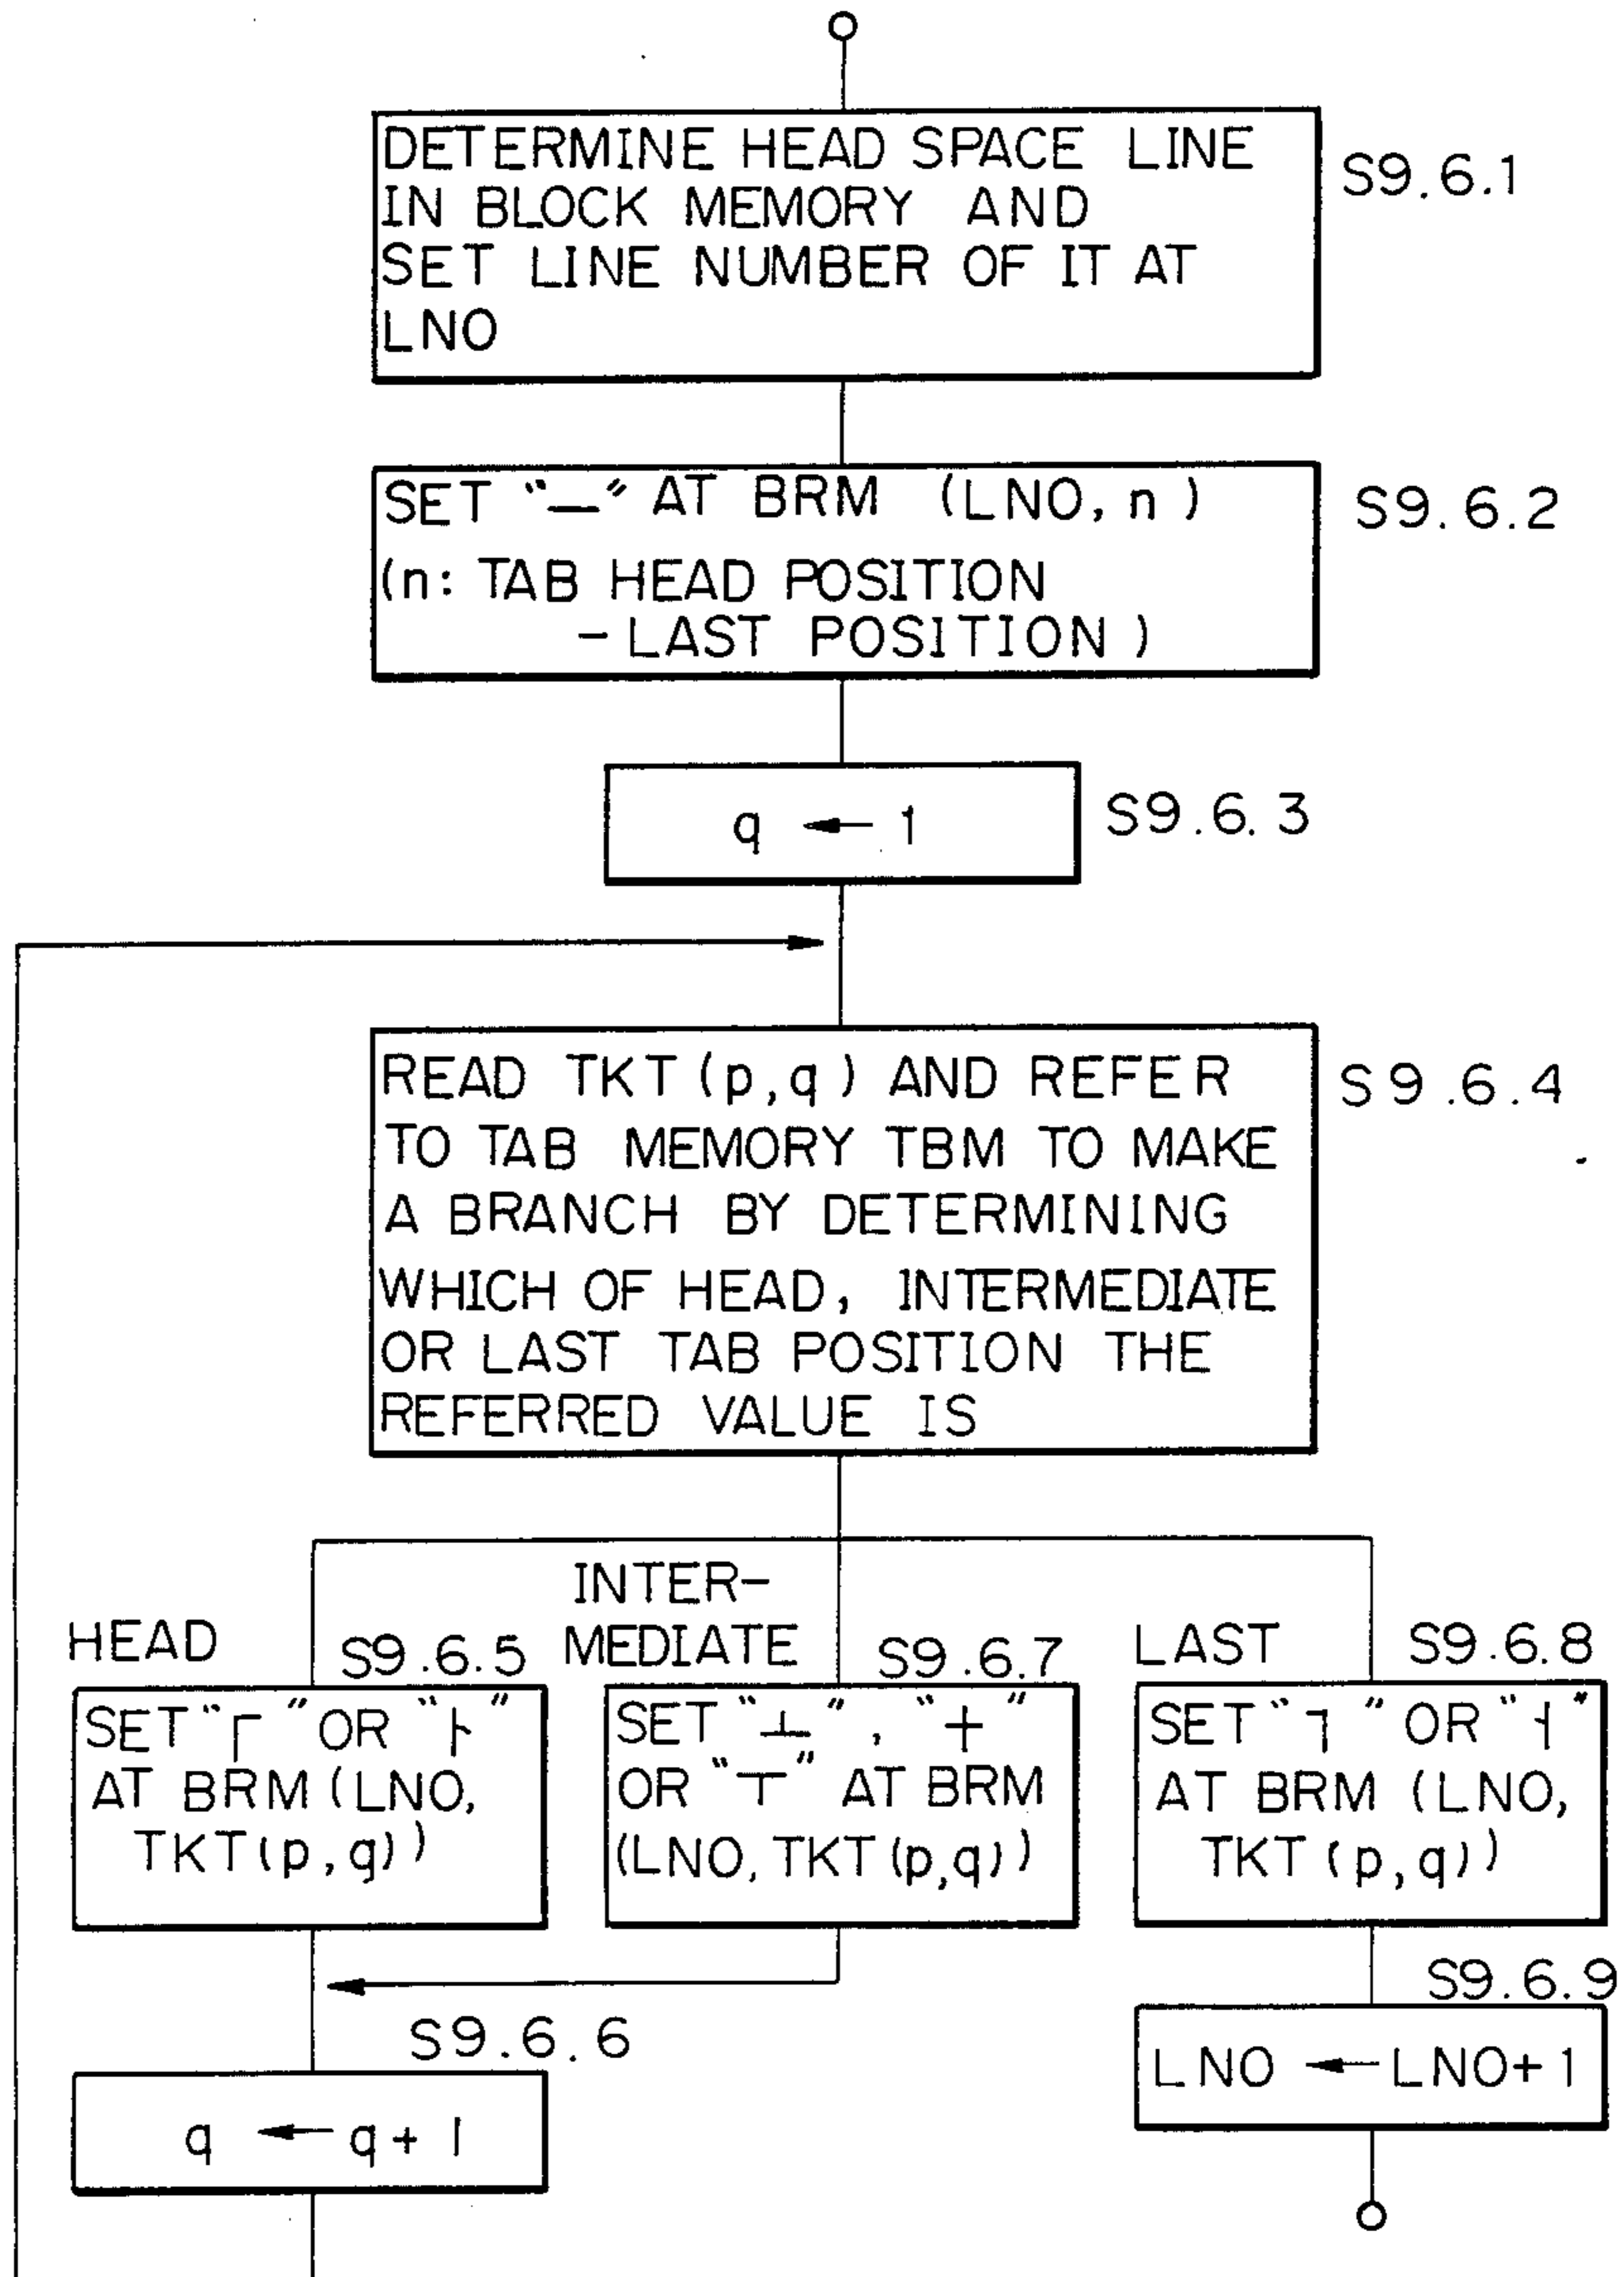 DETERMINE HEAD SPACE LINE
IN BLOCK MEMORY AND
SET LINE NUMBER OF IT AT
LNO
S9.6.1
SET "—" AT BRM (LNO, n)
(n: TAB HEAD POSITION
-LAST POSITION)
S9.6.2
q ← 1
S9.6.3
READ TKT(p,q) AND REFER
TO TAB MEMORY TBM TO MAKE
A BRANCH BY DETERMINING
WHICH OF HEAD, INTERMEDIATE
OR LAST TAB POSITION THE
REFERRED VALUE IS
S9.6.4
HEAD
S9.6.5
SET "┌" OR "├"
AT BRM (LNO,
TKT(p,q))
INTER-
MEDIATE
S9.6.7
SET "┴", "┼"
OR "┬" AT BRM
(LNO, TKT(p,q))
LAST
S9.6.8
SET "┐" OR "┤"
AT BRM (LNO,
TKT(p,q))
S9.6.6
q ← q+1
S9.6.9
LNO ← LNO+1